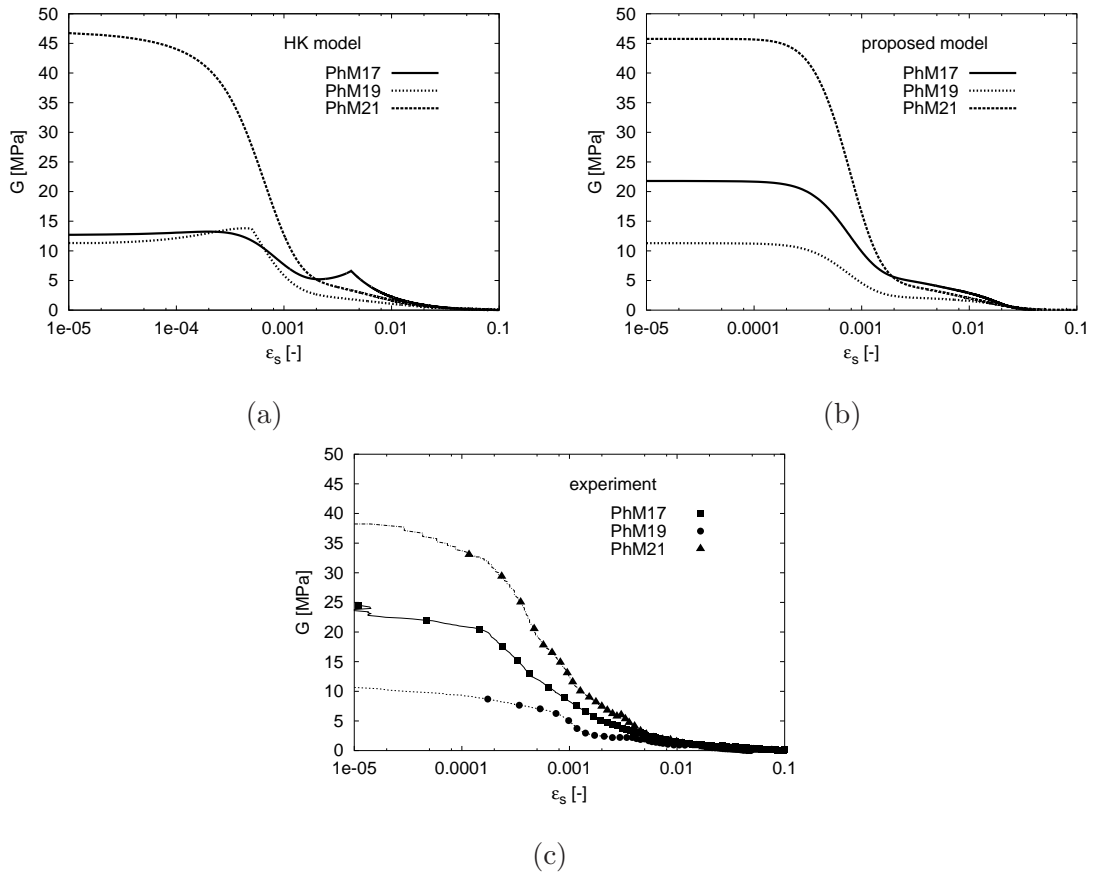 HK model
PhM17
PhM19
PhM21
G [MPa]
50
45
40
35
30
25
20
15
10
5
0
1e-05 1e-04 0.001 0.01 0.1
εs [-]
(a)
proposed model
PhM17
PhM19
PhM21
G [MPa]
50
45
40
35
30
25
20
15
10
5
0
1e-05 0.0001 0.001 0.01 0.1
εs [-]
(b)
experiment
PhM17
PhM19
PhM21
G [MPa]
50
45
40
35
30
25
20
15
10
5
0
1e-05 0.0001 0.001 0.01 0.1
εs [-]
(c)